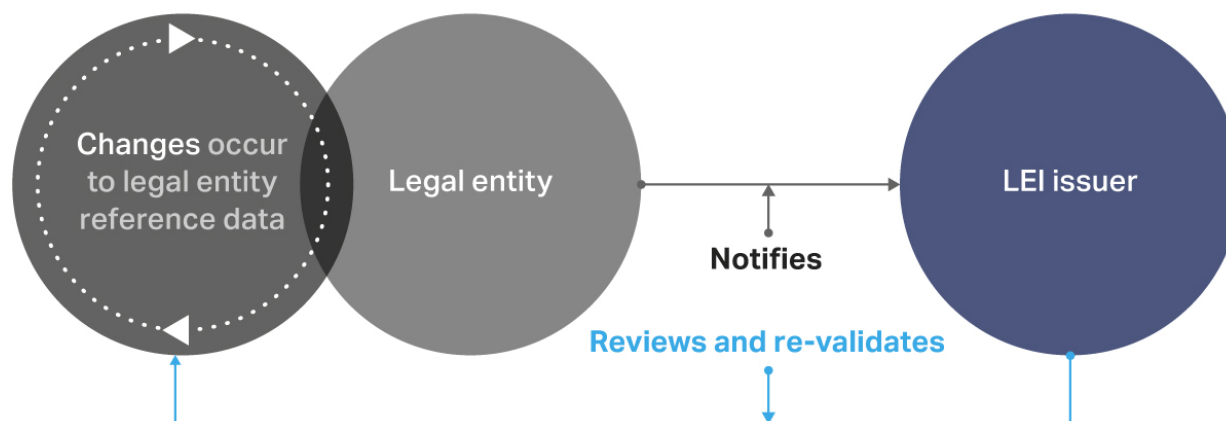 Changes occur
to legal entity
reference data
Legal entity
LEI issuer
Notifies
Reviews and re-validates